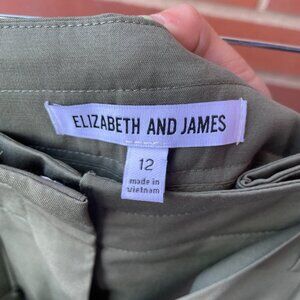 ELIZABETH AND JAMES
12
made in
vietnam